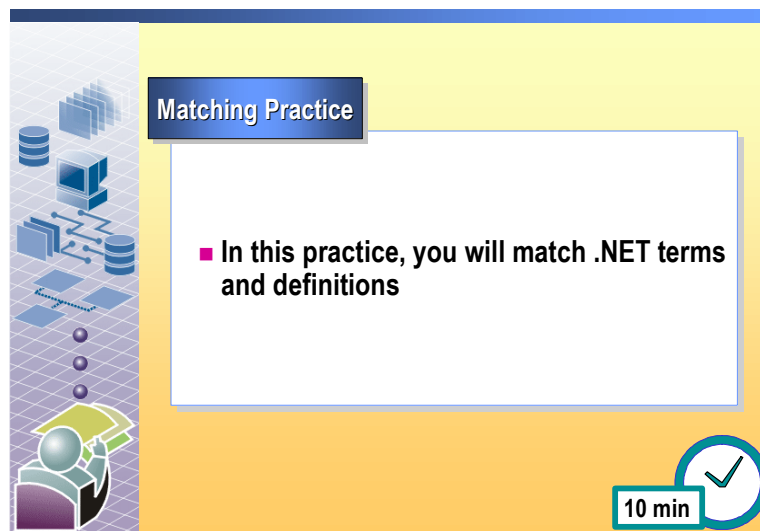 Matching Practice
In this practice, you will match .NET terms
and definitions
10 min